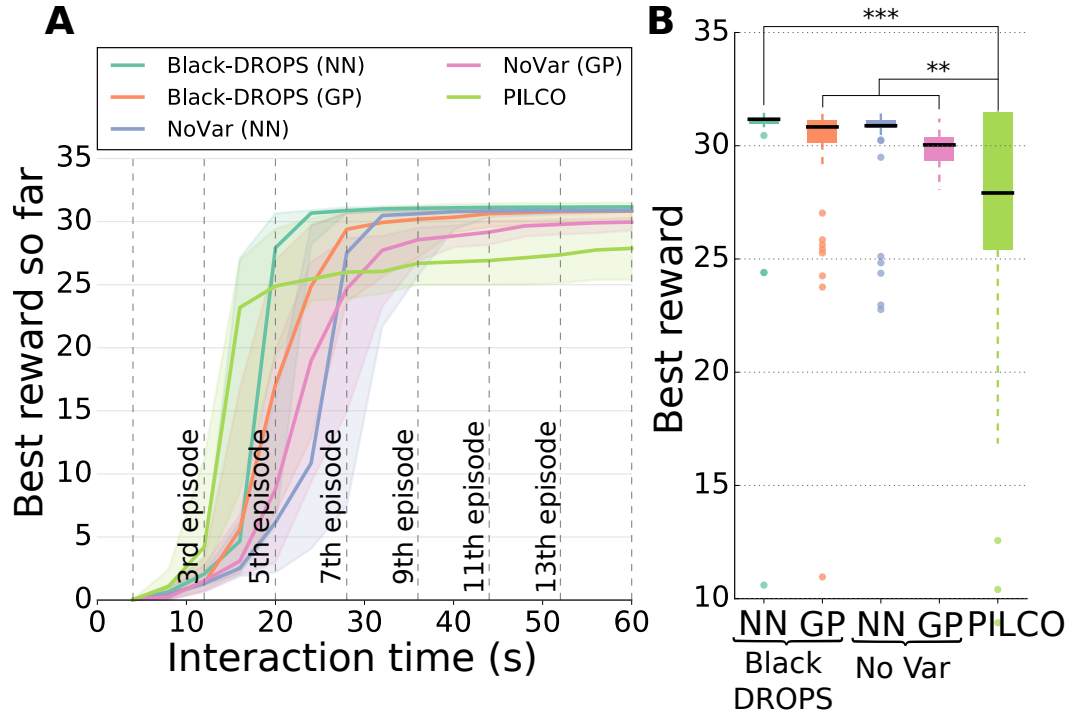 A
Black-DROPS (NN)
Black-DROPS (GP)
NoVar (NN)
NoVar (GP)
PILCO
Best reward so far
35
30
25
20
15
10
5
0
3rd episode
5th episode
7th episode
9th episode
11th episode
13th episode
0 10 20 30 40 50 60
Interaction time (s)
B
***
**
Best reward
35
30
25
20
15
10
NN GP NN GP PILCO
Black
DROPS
No Var